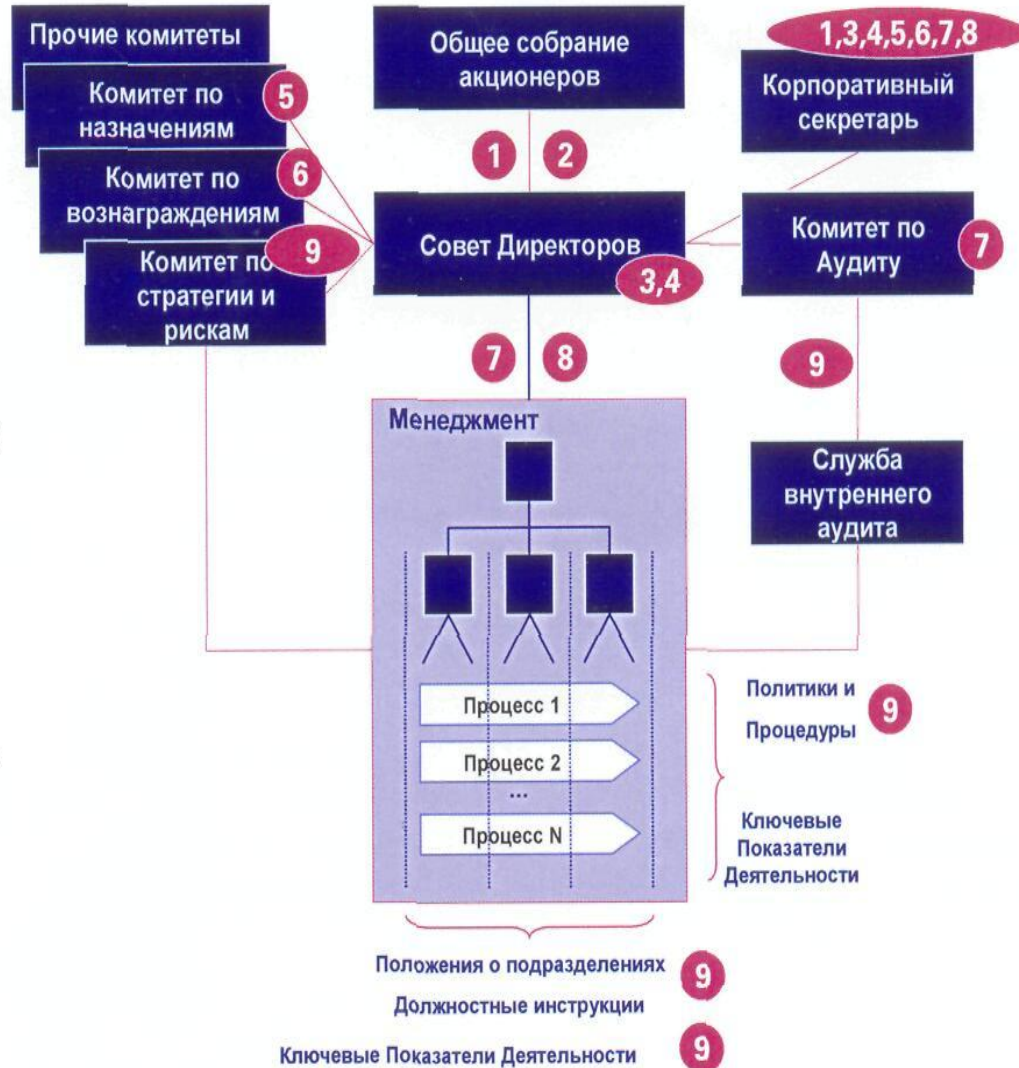 Прочие комитеты
Комитет по
назначениям
5
Комитет по
вознаграждениям
6
Комитет по
стратегии и
рискам
9
Общее собрание
акционеров
1 2
Совет Директоров
3,4
1,3,4,5,6,7,8
Корпоративный
секретарь
Комитет по
Аудиту
7
9
Служба
внутреннего
аудита
7 8
Менеджмент
Процесс 1
Процесс 2
...
Процесс N
Политики и
Процедуры
9
Ключевые
Показатели
Деятельности
Положения о подразделениях
9
Должностные инструкции
Ключевые Показатели Деятельности
9